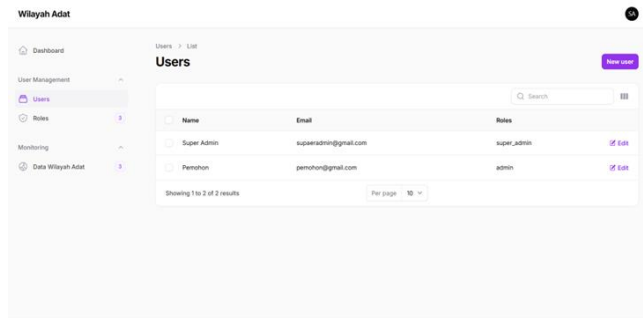 Wilayah Adat
SA
Dashboard
User Management
Users
Roles 3
Monitoring
Data Wilayah Adat 3
Users > List
Users
New user
Search
Name Email Roles
Super Admin supaeradmin@gmail.com super_admin Edit
Pemohon pemohon@gmail.com admin Edit
Showing 1 to 2 of 2 results
Per page 10